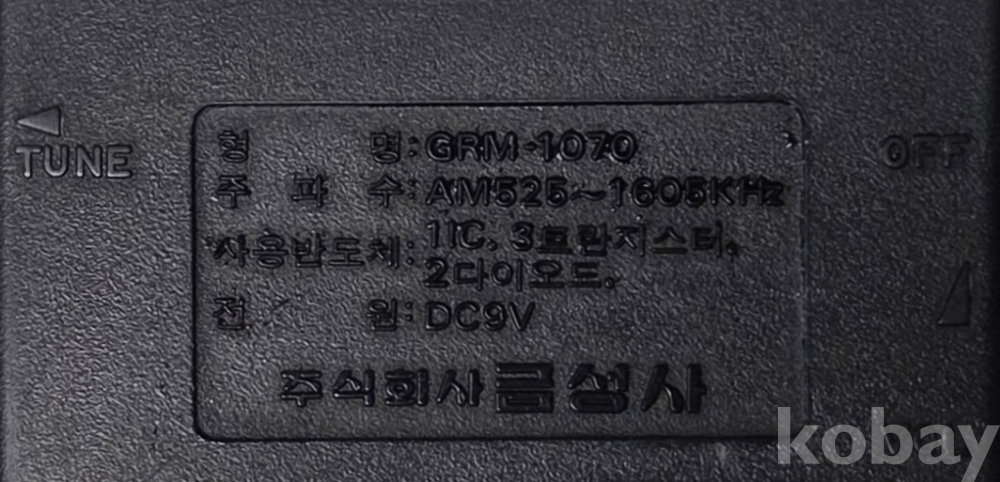 TUNE
형 명: GRM-1070
OFF
주 파 수: AM525~1605KHz
사용반도체: 1IC, 3트란지스터,
2다이오드.
전 원: DC9V
주식회사 금성사
kobay